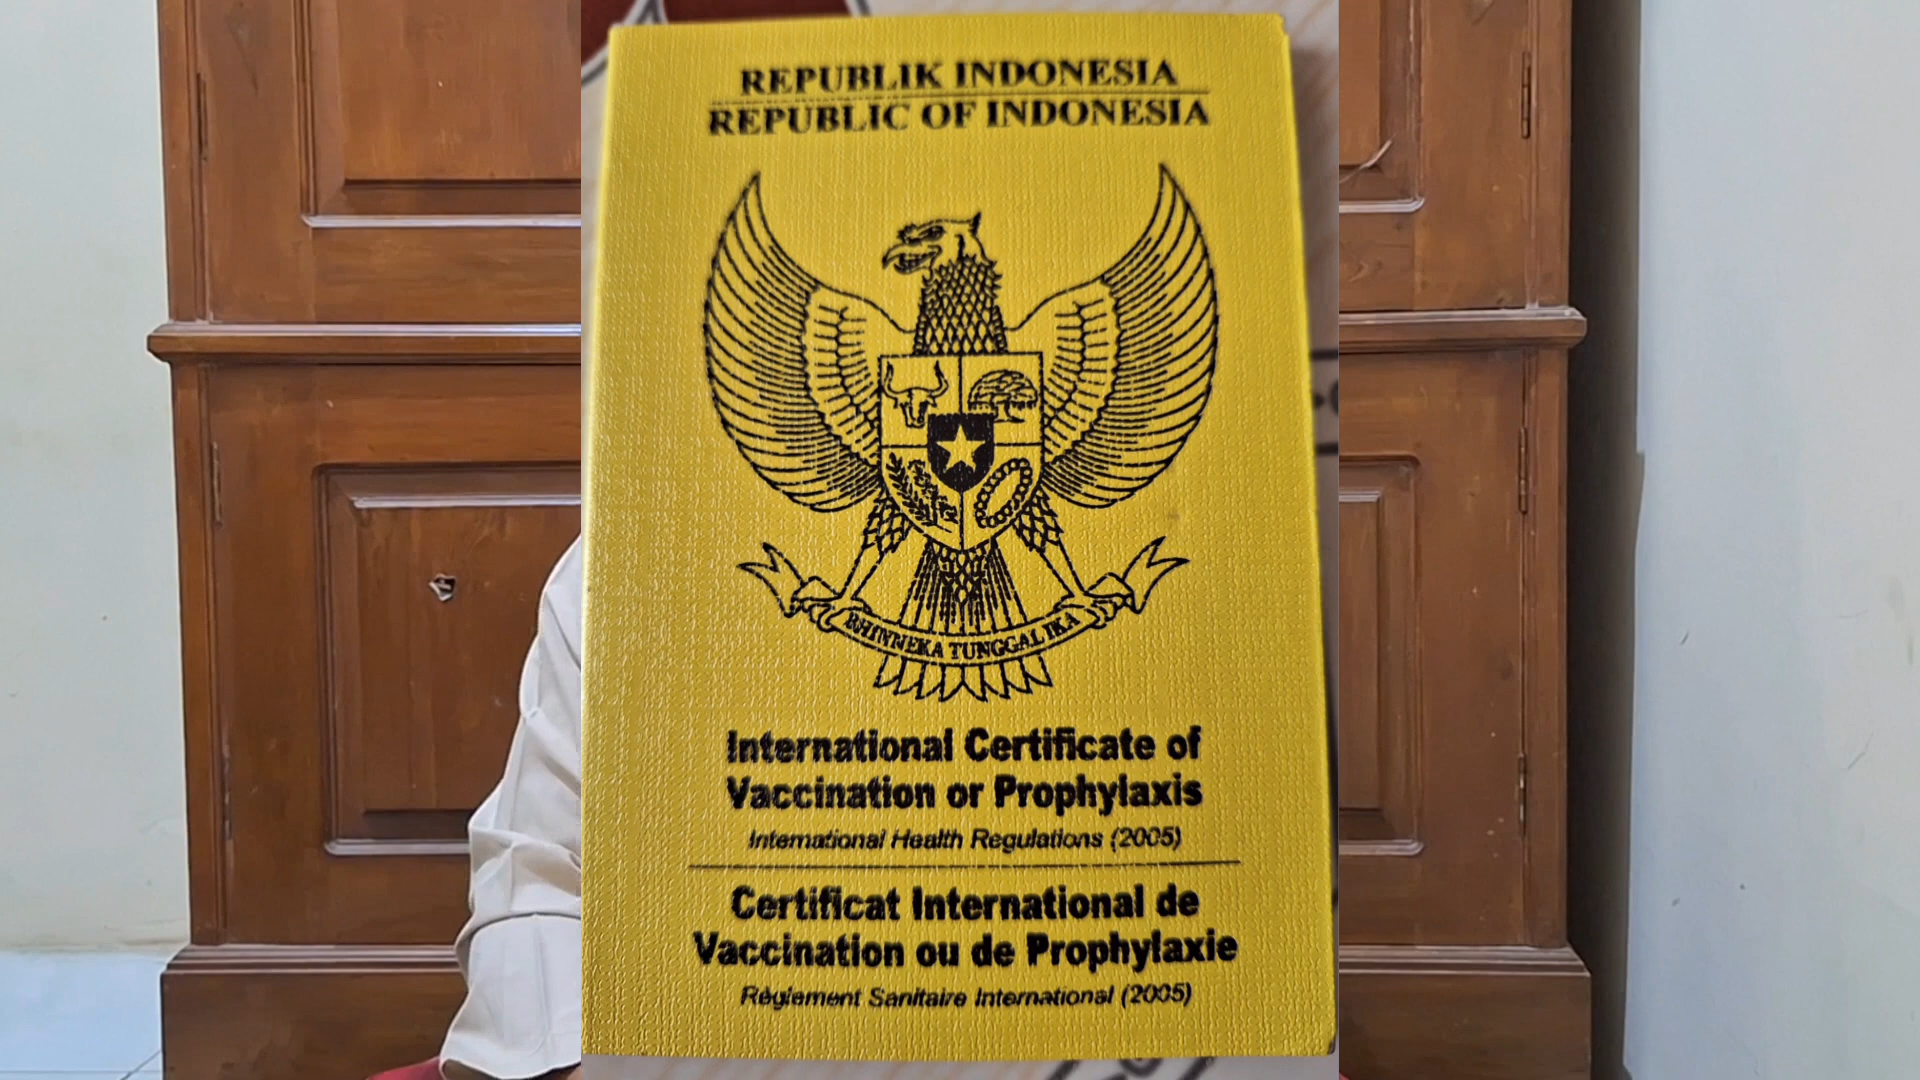 REPUBLIK INDONESIA
REPUBLIC OF INDONESIA
BHINNEKA TUNGGAL IKA
International Certificate of
Vaccination or Prophylaxis
International Health Regulations (2005)
Certificat International de
Vaccination ou de Prophylaxie
Règlement Sanitaire International (2005)